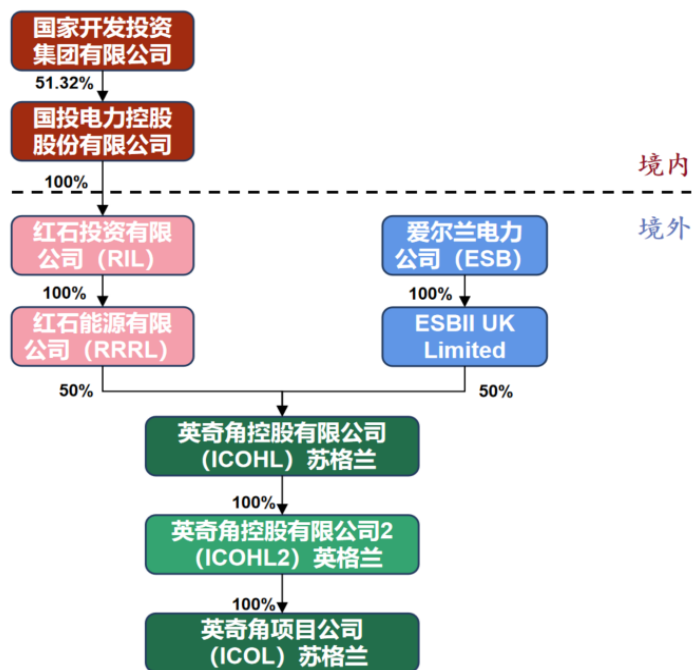 国家开发投资
集团有限公司
51.32%
国投电力控股
股份有限公司
境内
100%
境外
红石投资有限
公司（RIL）
爱尔兰电力
公司（ESB）
100%
100%
红石能源有限
公司（RRRL）
ESBII UK
Limited
50%
50%
英奇角控股有限公司
（ICOHL）苏格兰
100%
英奇角控股有限公司2
（ICOHL2）英格兰
100%
英奇角项目公司
（ICOL）苏格兰